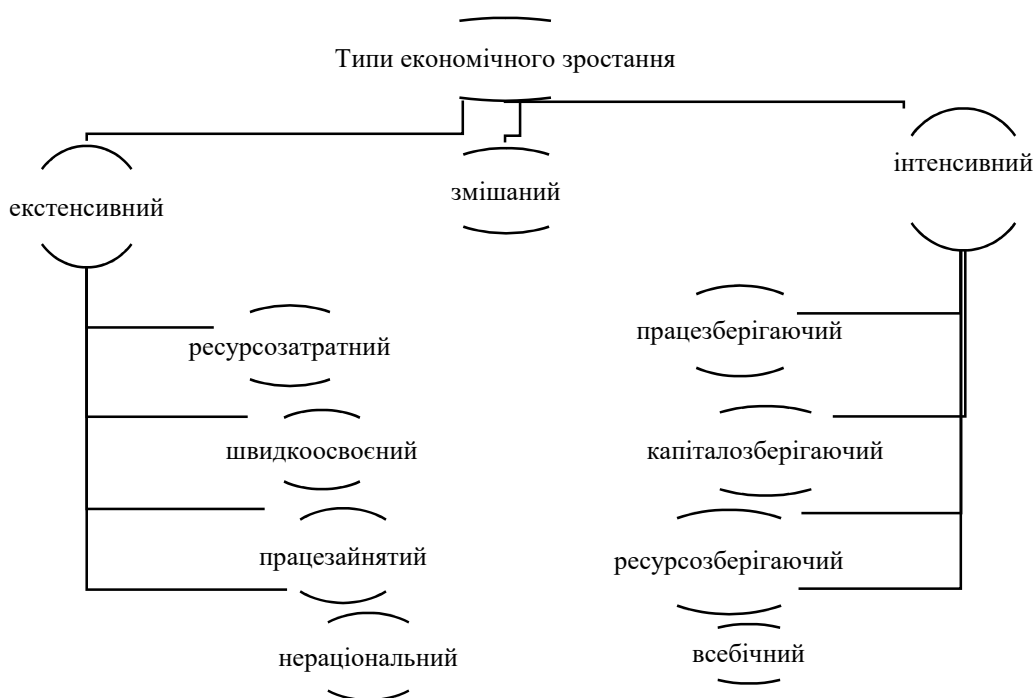 Типи економічного зростання
екстенсивний
змішаний
інтенсивний
ресурсозатратний
швидкоосвоєний
працезайнятий
нераціональний
працезберігаючий
капіталозберігаючий
ресурсозберігаючий
всебічний